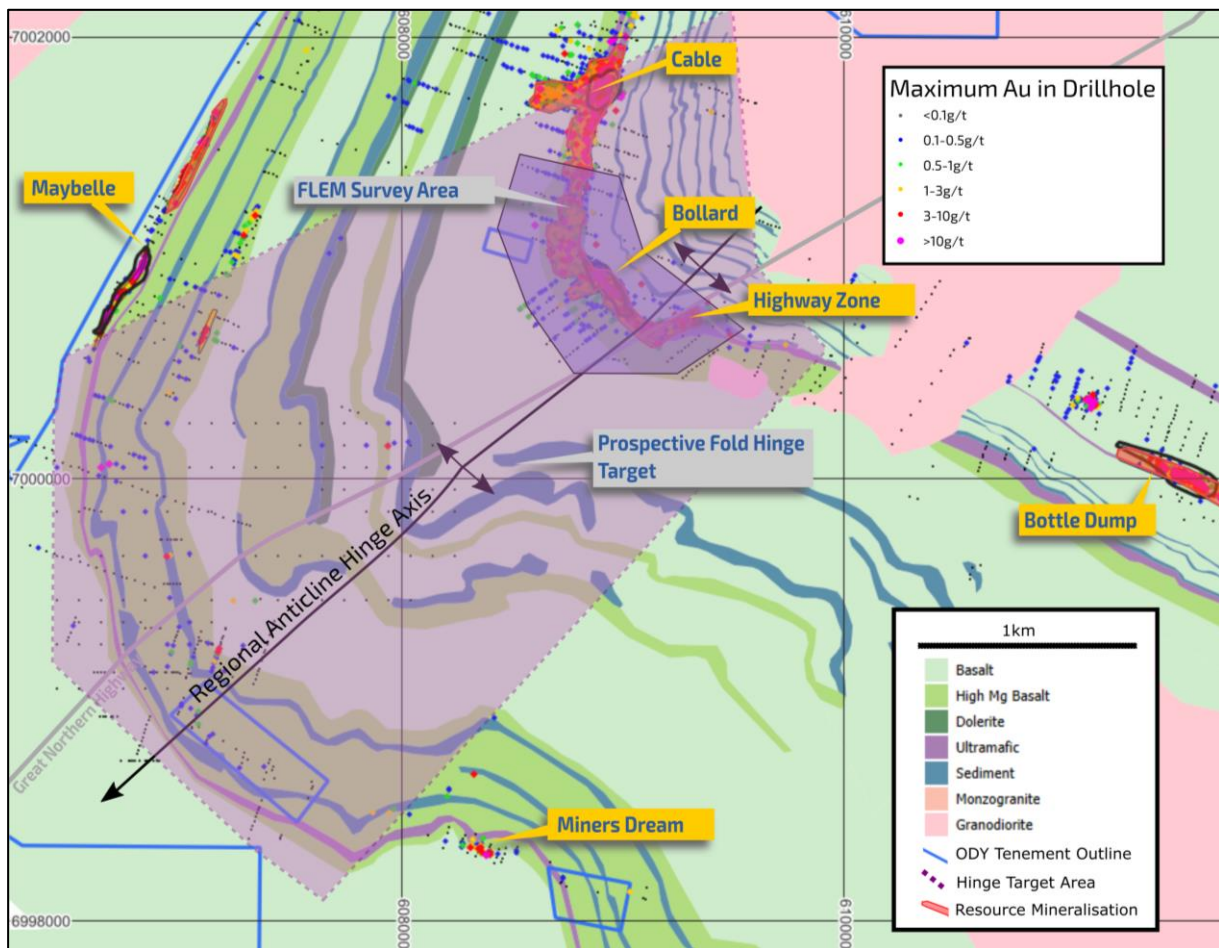 7002000
608000
610000
Cable
Maximum Au in Drillhole
<0.1g/t
0.1-0.5g/t
0.5-1g/t
1-3g/t
3-10g/t
>10g/t
Maybelle
FLEM Survey Area
Bollard
Highway Zone
Prospective Fold Hinge
Target
7000000
Bottle Dump
Regional Anticline Hinge Axis
Great Northern High
1km
Basalt
High Mg Basalt
Dolerite
Ultramafic
Sediment
Monzogranite
Granodiorite
ODY Tenement Outline
Hinge Target Area
Resource Mineralisation
Miners Dream
6998000
608000
610000